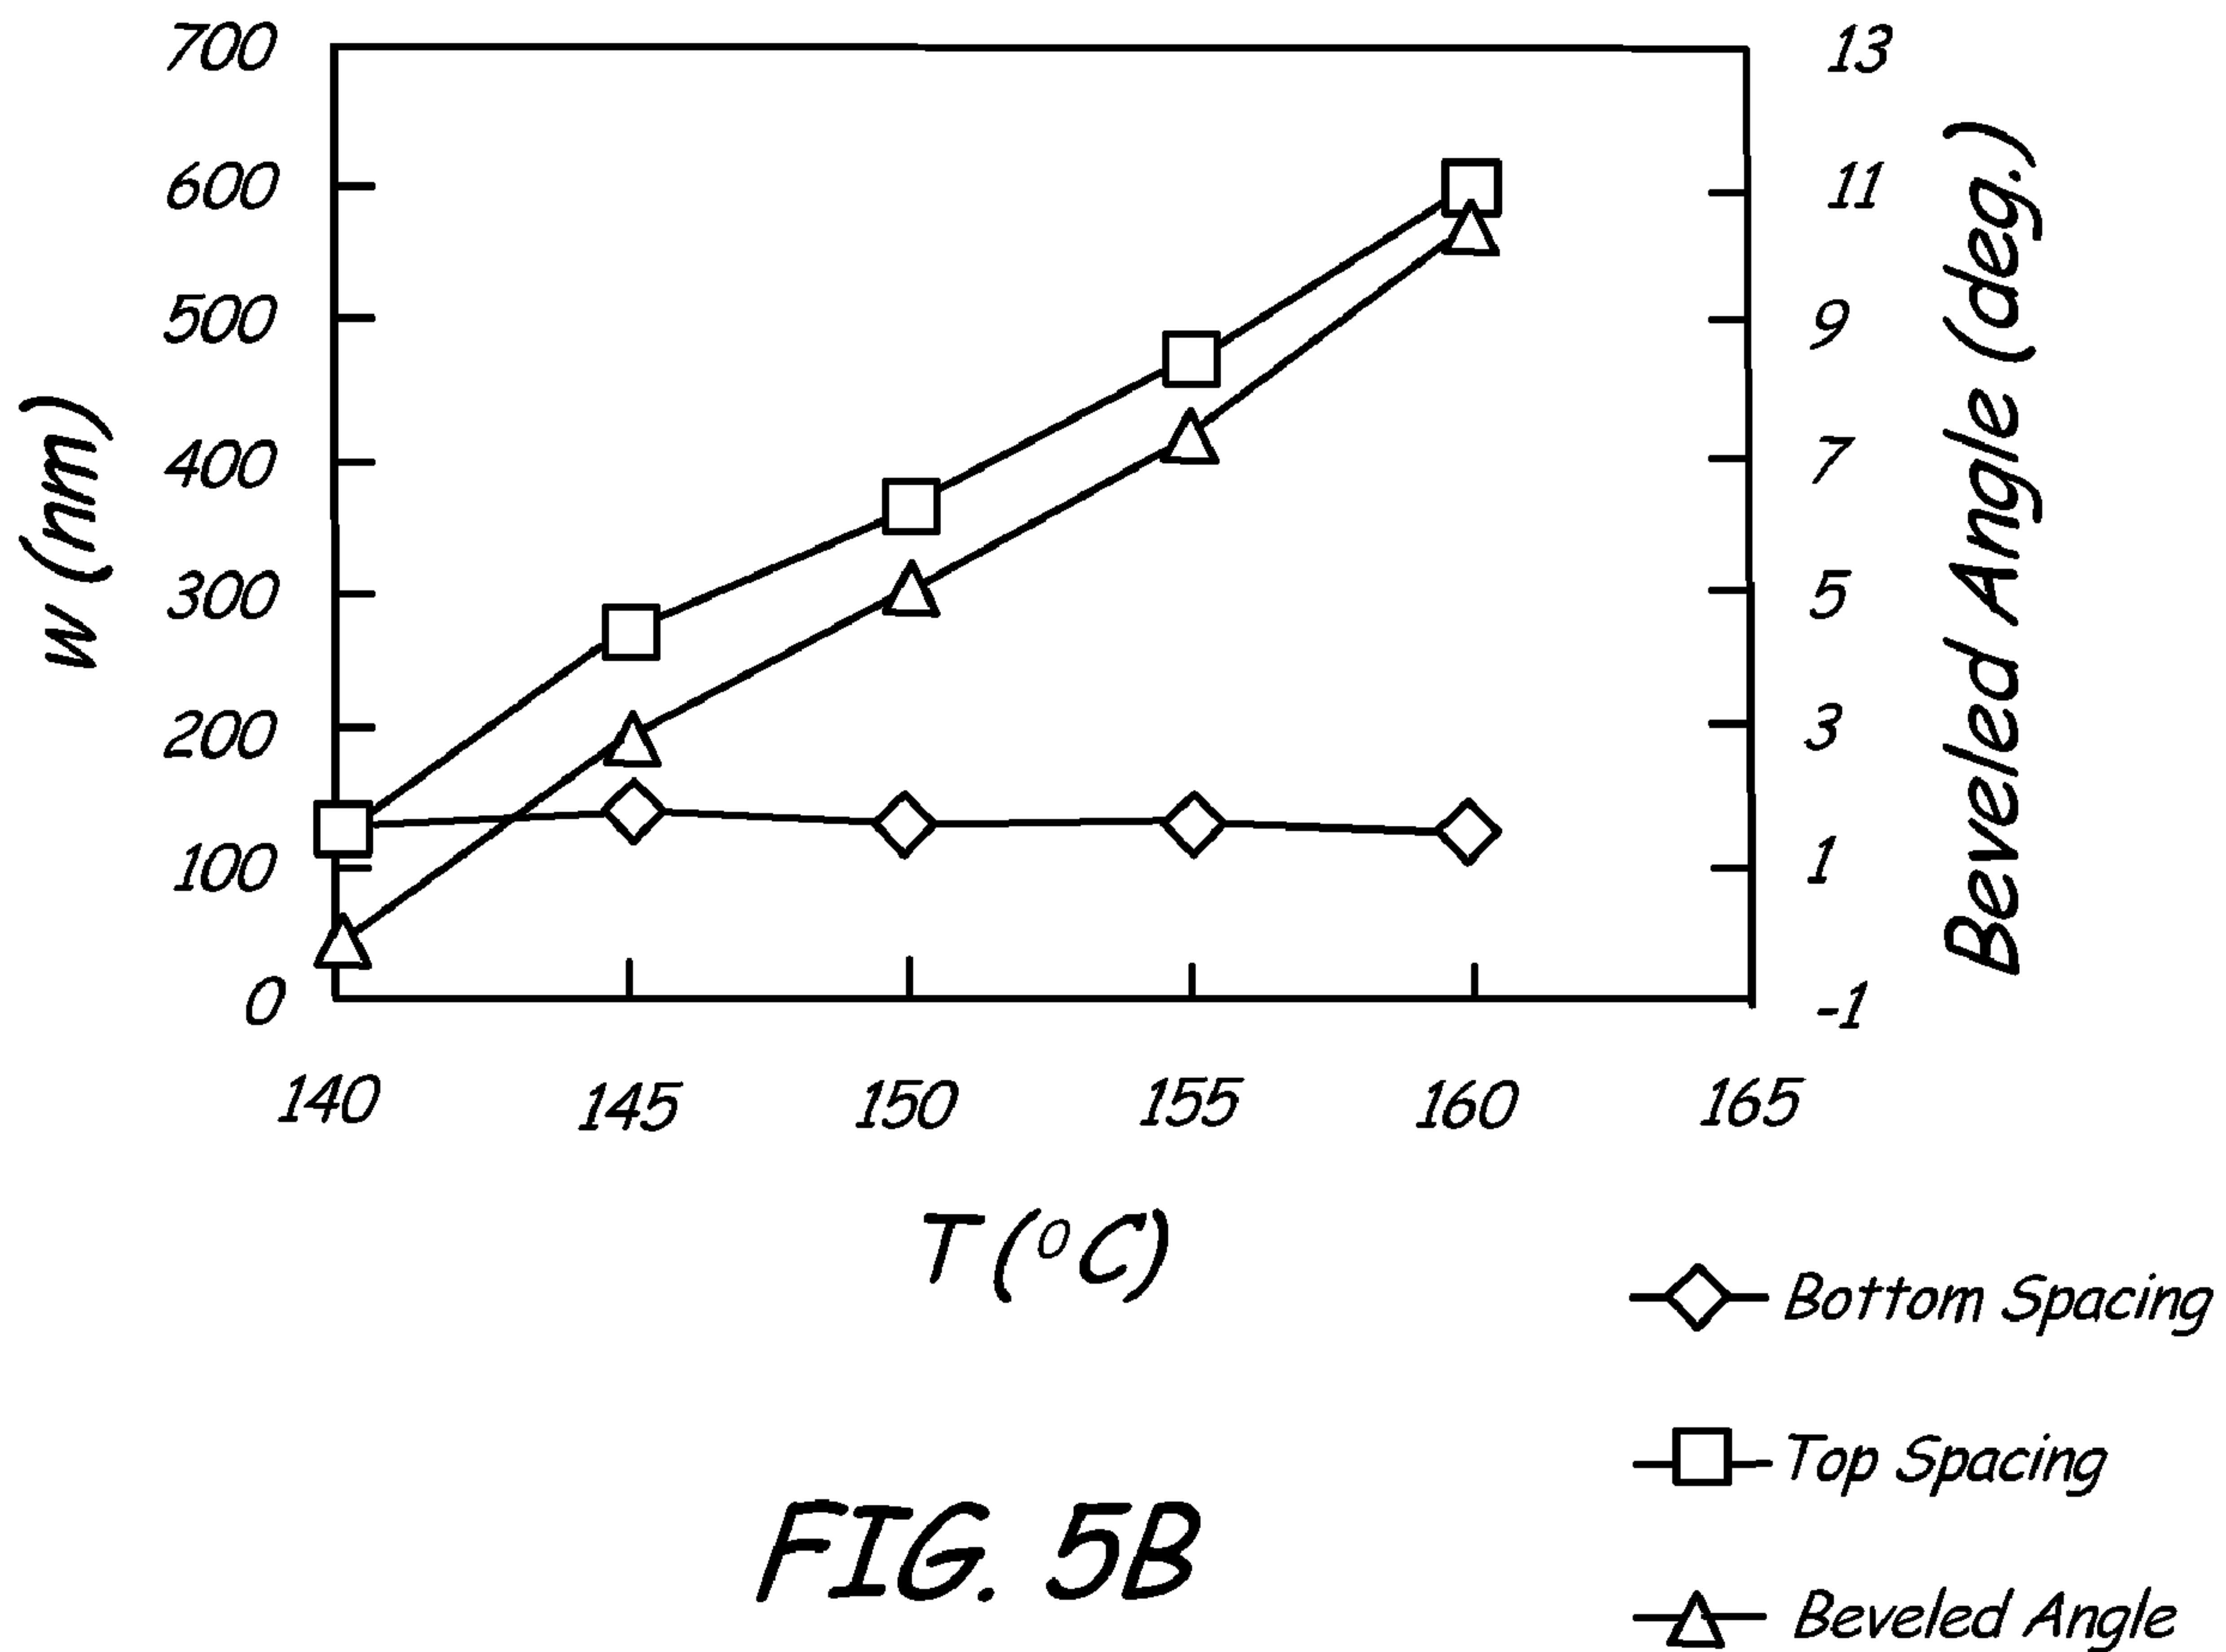 700
13
600
11
500
9
400
7
300
5
200
3
100
1
0
-1
w (nm)
Beveled Angle (deg.)
140 145 150 155 160 165
T (°C)
Bottom Spacing
Top Spacing
Beveled Angle
FIG. 5B